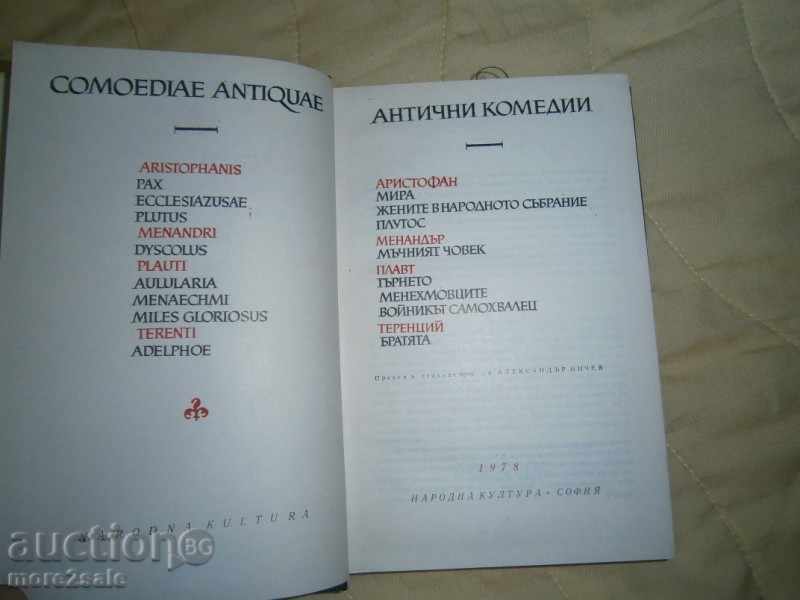 COMOEDIAE ANTIQUAE
ARISTOPHANIS
PAX
ECCLESIAZUSAE
PLUTUS
MENANDRI
DYSCOLUS
PLAUTI
AULULARIA
MENAECHMI
MILES GLORIOSUS
TERENTI
ADELPHOE
NARODNA KULTURA
АНТИЧНИ КОМЕДИИ
АРИСТОФАН
МИРА
ЖЕНИТЕ В НАРОДНОТО СЪБРАНИЕ
ПЛУТОС
МЕНАНДЪР
МЪЧНИЯТ ЧОВЕК
ПЛАВТ
ГЪРНЕТО
МЕНЕХМОВЦИТЕ
ВОЙНИКЪТ САМОХВАЛЕЦ
ТЕРЕНЦИЙ
БРАТЯТА
АЛЕКСАНДЪР НИЧЕВ
1978
НАРОДНА КУЛТУРА • СОФИЯ
auction BG
more2sale